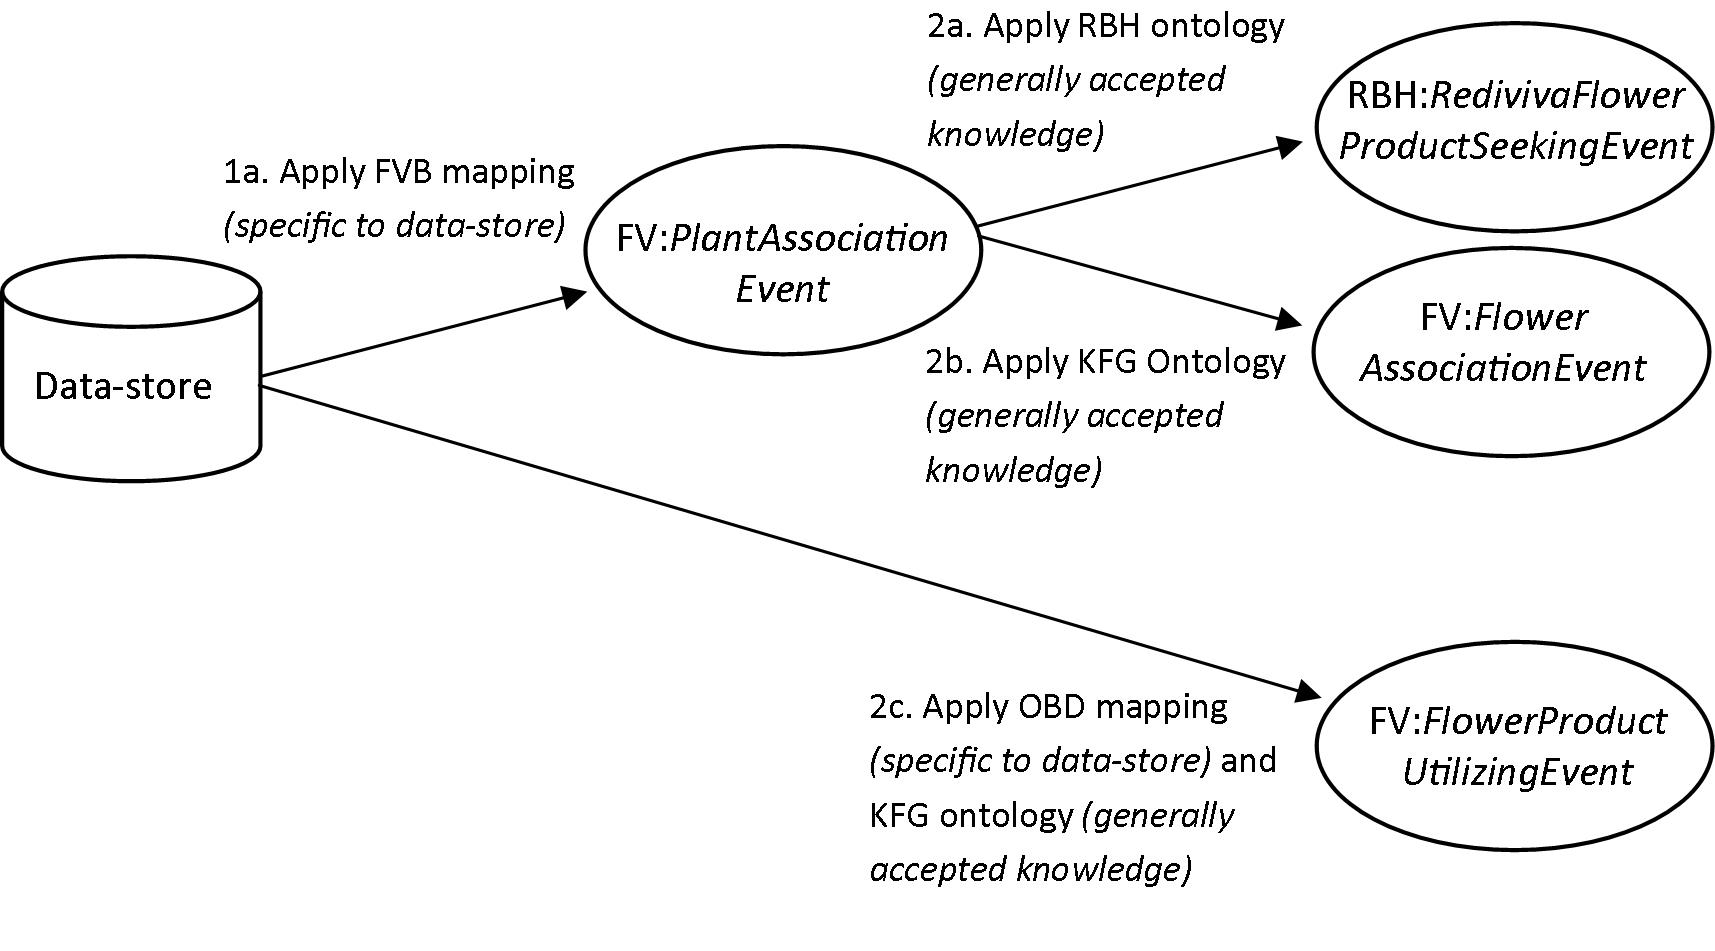 2a. Apply RBH ontology
(generally accepted
knowledge)
RBH:RedivivaFlower
ProductSeekingEvent
1a. Apply FVB mapping
(specific to data-store)
FV:PlantAssociation
Event
FV:Flower
AssociationEvent
Data-store
2b. Apply KFG Ontology
(generally accepted
knowledge)
2c. Apply OBD mapping
(specific to data-store) and
KFG ontology (generally
accepted knowledge)
FV:FlowerProduct
UtilizingEvent